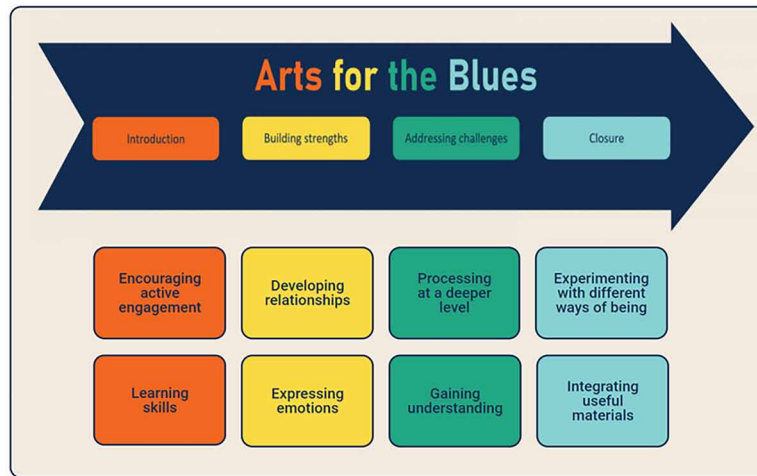 Arts for the Blues
Introduction
Building strengths
Addressing challenges
Closure
Encouraging
active
engagement
Developing
relationships
Processing
at a deeper
level
Experimenting
with different
ways of being
Learning
skills
Expressing
emotions
Gaining
understanding
Integrating
useful
materials